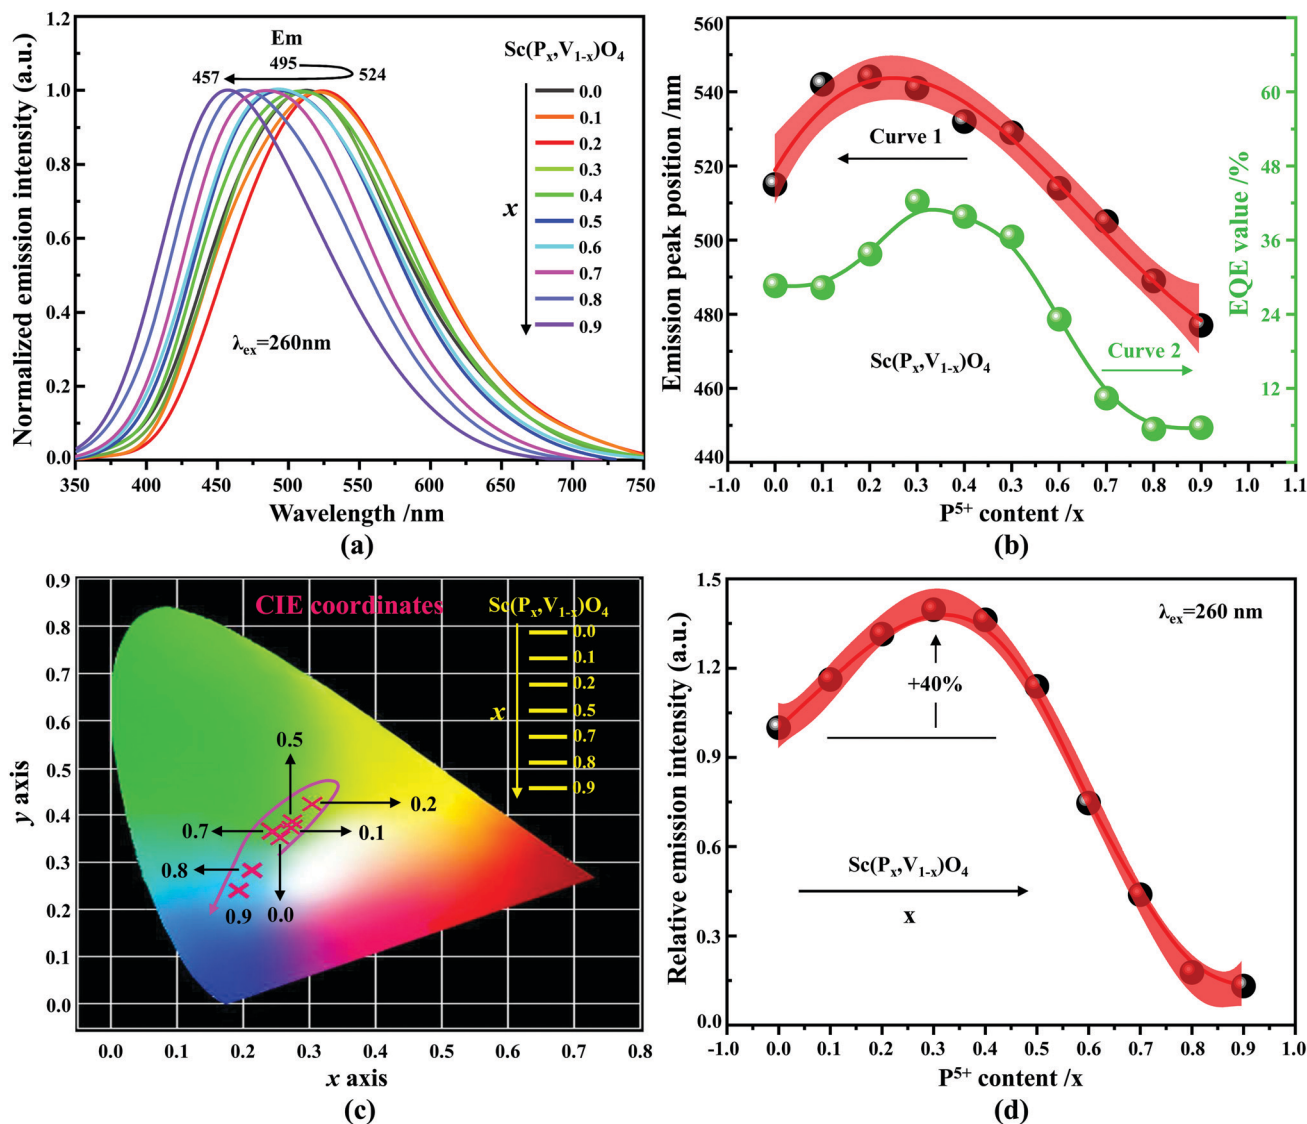 Normalized emission intensity (a.u.)
1.2
1.0
0.8
0.6
0.4
0.2
0.0
Em
495
457
524
Sc(Pₓ,V₁₋ₓ)O₄
x
0.0
0.1
0.2
0.3
0.4
0.5
0.6
0.7
0.8
0.9
λₑₓ=260nm
350 400 450 500 550 600 650 700 750
Wavelength /nm
(a)
Emission peak position /nm
560
540
520
500
480
460
440
Curve 1
Curve 2
Sc(Pₓ,V₁₋ₓ)O₄
60
48
36
24
12
EQE value /%
-1.0 0.0 0.1 0.2 0.3 0.4 0.3 0.6 0.7 0.8 0.9 1.0 1.1
P⁵⁺ content /x
(b)
y axis
0.9
0.8
0.7
0.6
0.5
0.4
0.3
0.2
0.1
0.0
CIE coordinates
Sc(Pₓ,V₁₋ₓ)O₄
x
0.0
0.1
0.2
0.5
0.7
0.8
0.9
0.5
0.2
0.7
0.1
0.8
0.9
0.0
0.0 0.1 0.2 0.3 0.4 0.5 0.6 0.7 0.8
x axis
(c)
Relative emission intensity (a.u.)
1.5
1.2
0.9
0.6
0.3
0.0
λₑₓ=260 nm
+40%
Sc(Pₓ,V₁₋ₓ)O₄
x
-1.0 0.0 0.1 0.2 0.3 0.4 0.5 0.6 0.7 0.8 0.9 1.0
P⁵⁺ content /x
(d)